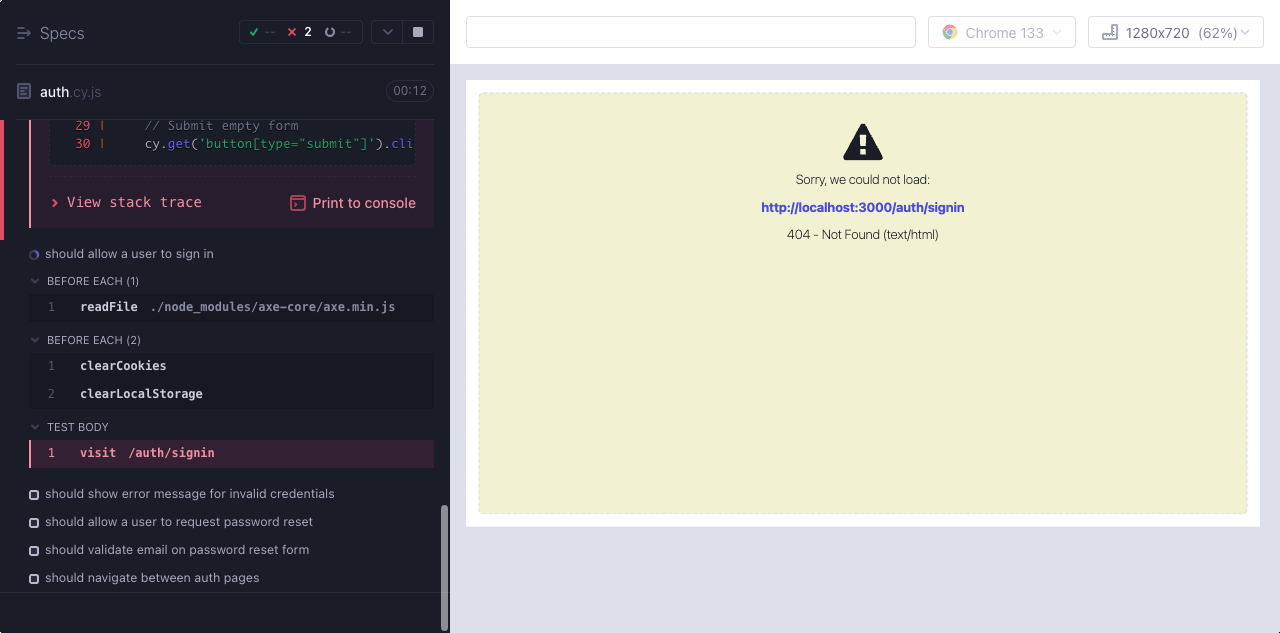 Specs
-- 2 --
auth.cy.js 00:12
29 | // Submit empty form
30 | cy.get('button[type="submit"]').cli
View stack trace Print to console
should allow a user to sign in
BEFORE EACH (1)
1 readFile ./node_modules/axe-core/axe.min.js
BEFORE EACH (2)
1 clearCookies
2 clearLocalStorage
TEST BODY
1 visit /auth/signin
should show error message for invalid credentials
should allow a user to request password reset
should validate email on password reset form
should navigate between auth pages
Chrome 133
1280x720 (62%)
Sorry, we could not load:
http://localhost:3000/auth/signin
404 - Not Found (text/html)